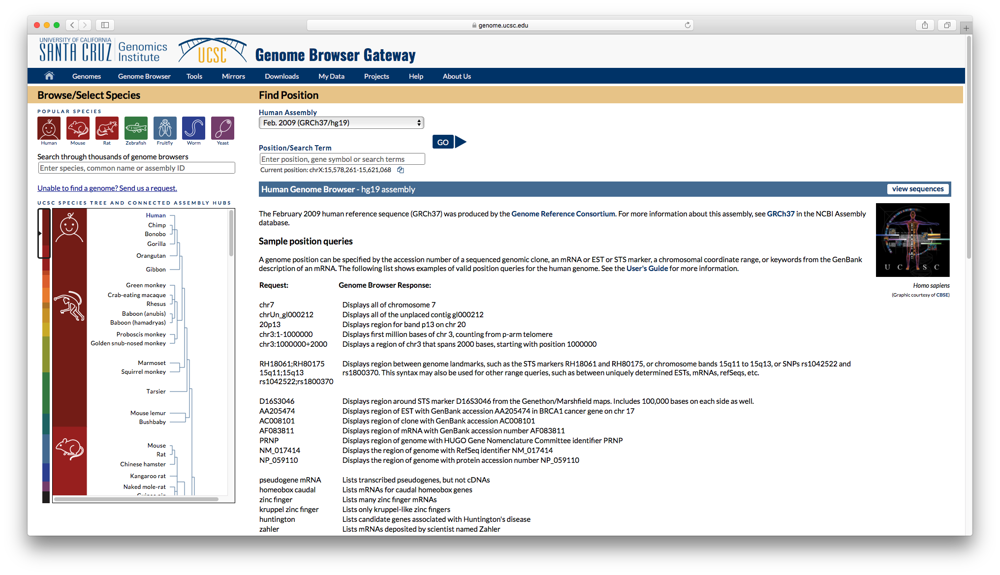 genome.ucsc.edu
UNIVERSITY OF CALIFORNIA
SANTA CRUZ
Genomics
Institute
UCSC
Genome Browser Gateway
Genomes Genome Browser Tools Mirrors Downloads My Data Projects Help About Us
Browse/Select Species
POPULAR SPECIES
Human Mouse Rat Zebrafish Fruitfly Worm Yeast
Search through thousands of genome browsers
Enter species, common name or assembly ID
Unable to find a genome? Send us a request.
UCSC SPECIES TREE AND CONNECTED ASSEMBLY HUBS
Human
Chimp
Bonobo
Gorilla
Orangutan
Gibbon
Green monkey
Crab-eating macaque
Rhesus
Baboon (anubis)
Baboon (hamadryas)
Proboscis monkey
Golden snub-nosed monkey
Marmoset
Squirrel monkey
Tarsier
Mouse lemur
Bushbaby
Mouse
Rat
Chinese hamster
Kangaroo rat
Naked mole-rat
Find Position
Human Assembly
Feb. 2009 (GRCh37/hg19)
GO
Position/Search Term
Enter position, gene symbol or search terms
Current position: chrX:15,578,261-15,621,068
Human Genome Browser - hg19 assembly
view sequences
The February 2009 human reference sequence (GRCh37) was produced by the Genome Reference Consortium. For more information about this assembly, see GRCh37 in the NCBI Assembly
database.
UCSC
Homo sapiens
(Graphic courtesy of CBSE)
Sample position queries
A genome position can be specified by the accession number of a sequenced genomic clone, an mRNA or EST or STS marker, a chromosomal coordinate range, or keywords from the GenBank
description of an mRNA. The following list shows examples of valid position queries for the human genome. See the User's Guide for more information.
Request: Genome Browser Response:
chr7 Displays all of chromosome 7
chrUn_gl000212 Displays all of the unplaced contig gl000212
20p13 Displays region for band p13 on chr 20
chr3:1-1000000 Displays first million bases of chr 3, counting from p-arm telomere
chr3:1000000+2000 Displays a region of chr3 that spans 2000 bases, starting with position 1000000
RH18061;RH80175 Displays region between genome landmarks, such as the STS markers RH18061 and RH80175, or chromosome bands 15q11 to 15q13, or SNPs rs1042522 and
15q11;15q13 rs1800370. This syntax may also be used for other range queries, such as between uniquely determined ESTs, mRNAs, refSeqs, etc.
rs1042522;rs1800370
D16S3046 Displays region around STS marker D16S3046 from the Genethon/Marshfield maps. Includes 100,000 bases on each side as well.
AA205474 Displays region of EST with GenBank accession AA205474 in BRCA1 cancer gene on chr 17
AC008101 Displays region of clone with GenBank accession AC008101
AF083811 Displays region of mRNA with GenBank accession number AF083811
PRNP Displays region of genome with HUGO Gene Nomenclature Committee identifier PRNP
NM_017414 Displays the region of genome with RefSeq identifier NM_017414
NP_059110 Displays the region of genome with protein accession number NP_059110
pseudogene mRNA Lists transcribed pseudogenes, but not cDNAs
homeobox caudal Lists mRNAs for caudal homeobox genes
zinc finger Lists many zinc finger mRNAs
kruppel zinc finger Lists only kruppel-like zinc fingers
huntington Lists candidate genes associated with Huntington's disease
zahler Lists mRNAs deposited by scientist named Zahler